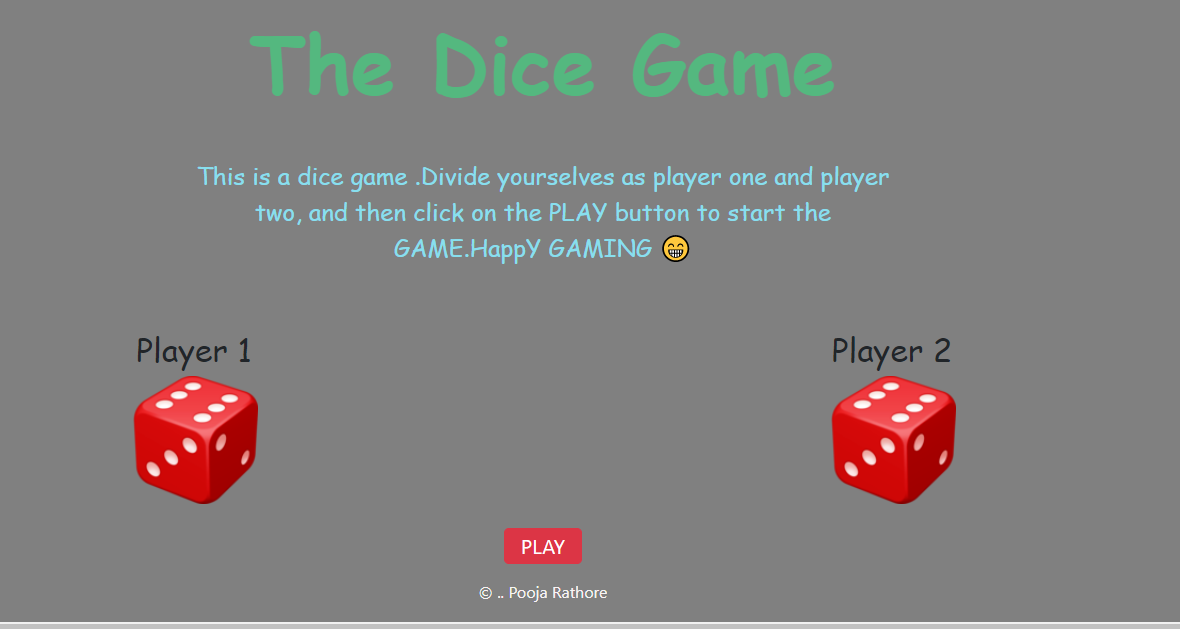 The Dice Game
This is a dice game .Divide yourselves as player one and player
two, and then click on the PLAY button to start the
GAME.HappY GAMING 😁
Player 1
Player 2
PLAY
© .. Pooja Rathore